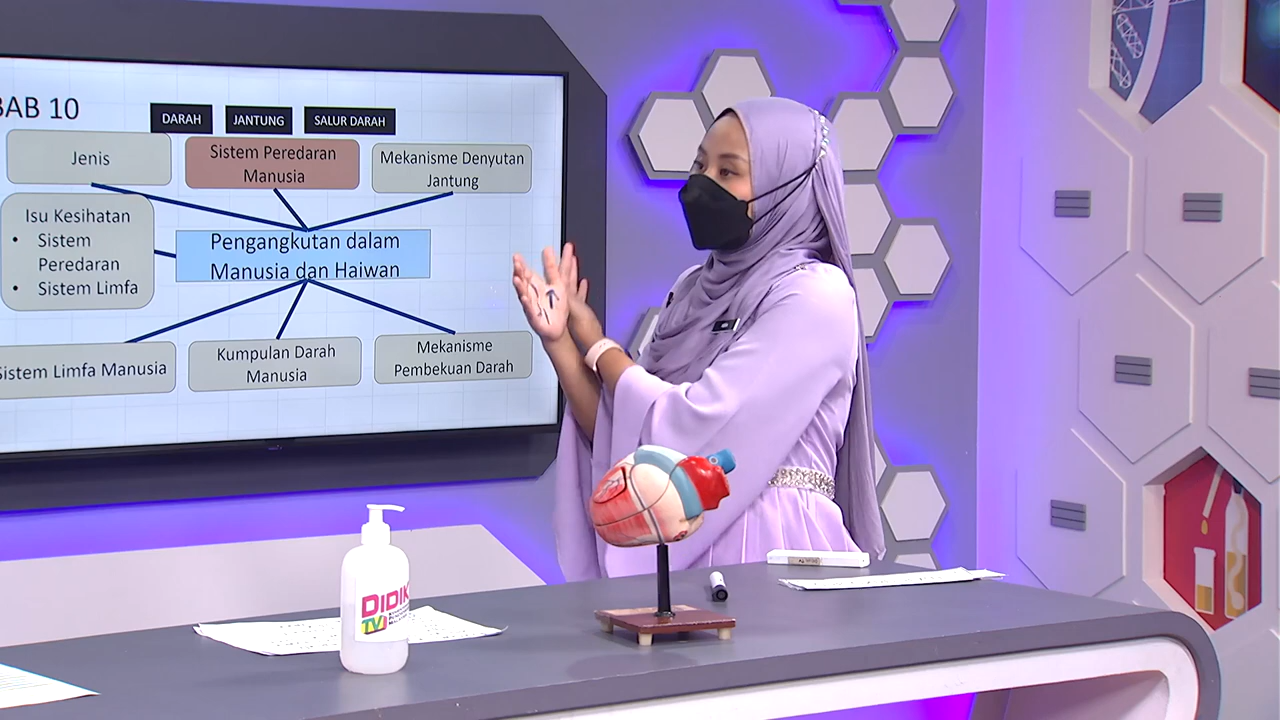 BAB 10
DARAH
JANTUNG
SALUR DARAH
Jenis
Sistem Peredaran
Manusia
Mekanisme Denyutan
Jantung
Isu Kesihatan
• Sistem
Peredaran
• Sistem Limfa
Pengangkutan dalam
Manusia dan Haiwan
Sistem Limfa Manusia
Kumpulan Darah
Manusia
Mekanisme
Pembekuan Darah
DIDIK
TV